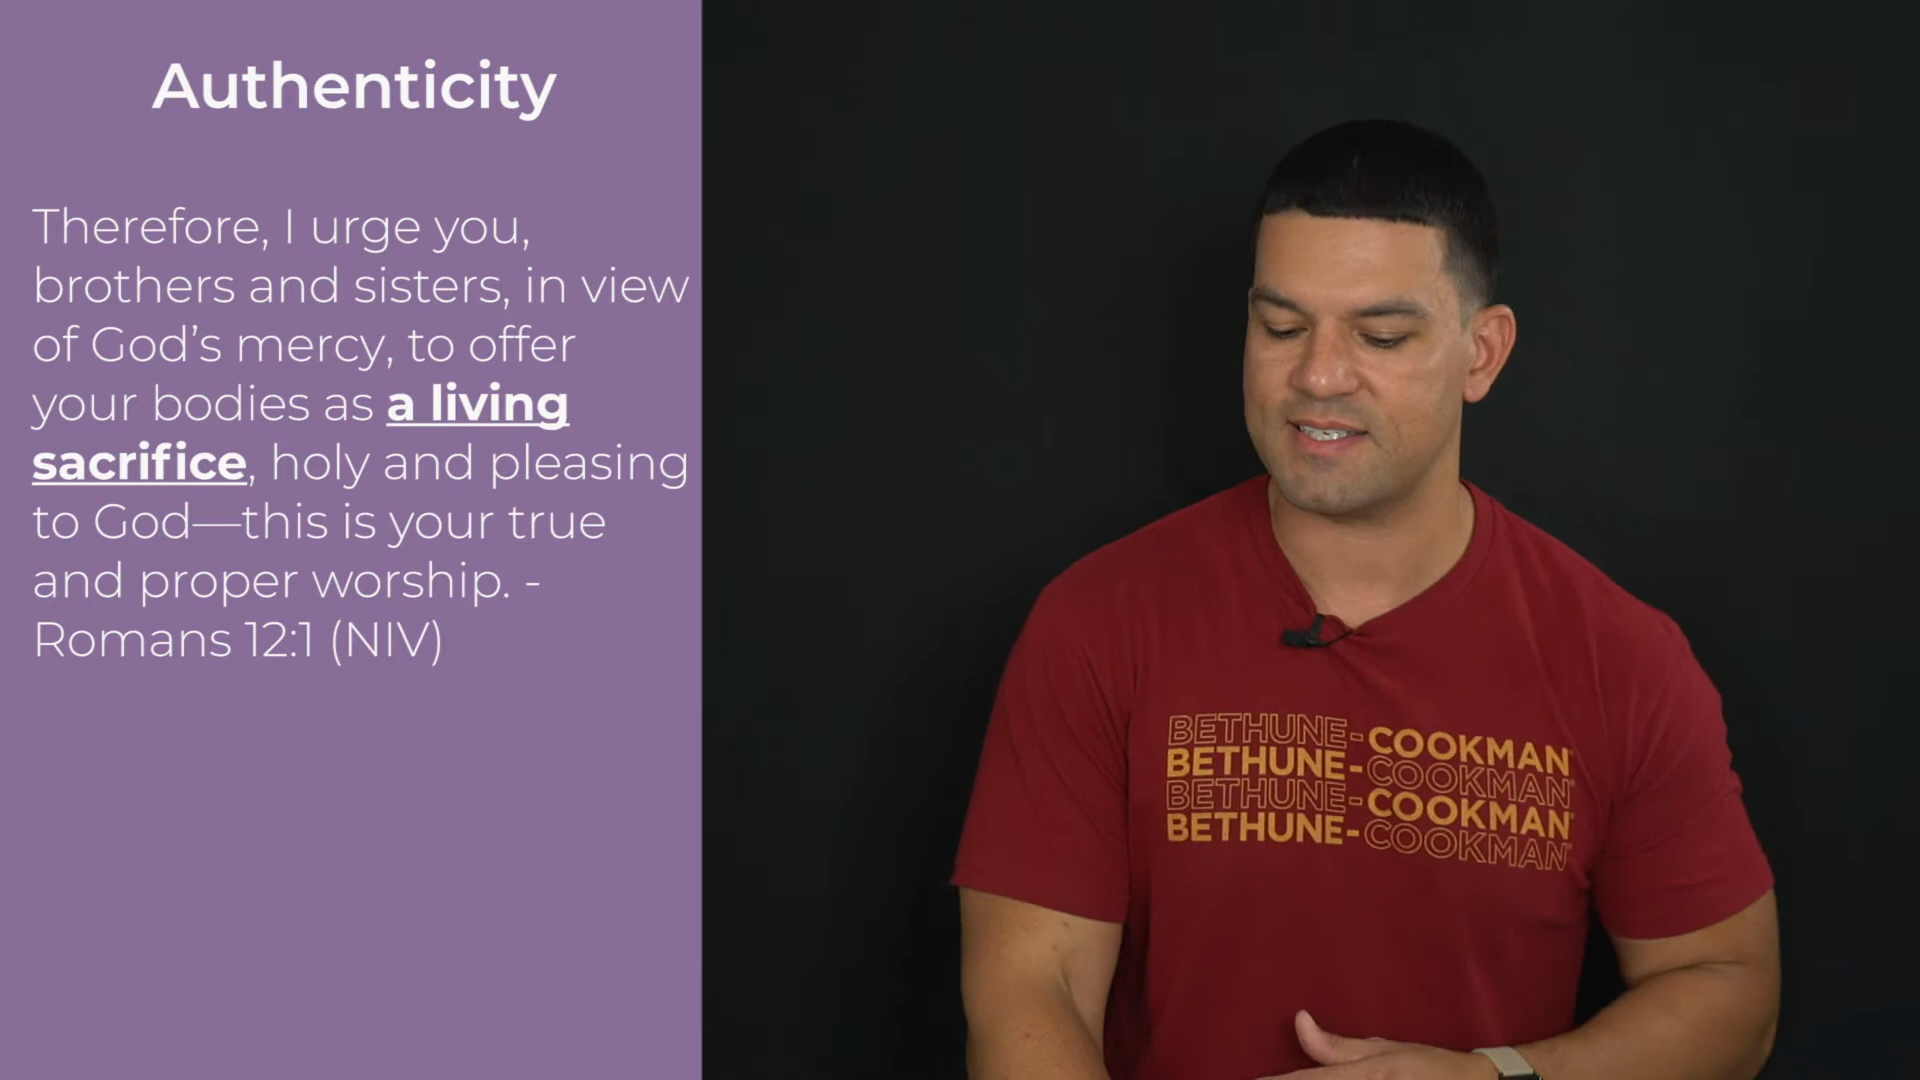 Authenticity
Therefore, I urge you,
brothers and sisters, in view
of God’s mercy, to offer
your bodies as a living
sacrifice, holy and pleasing
to God—this is your true
and proper worship. -
Romans 12:1 (NIV)
BETHUNE-COOKMAN
BETHUNE-COOKMAN
BETHUNE-COOKMAN
BETHUNE-COOKMAN